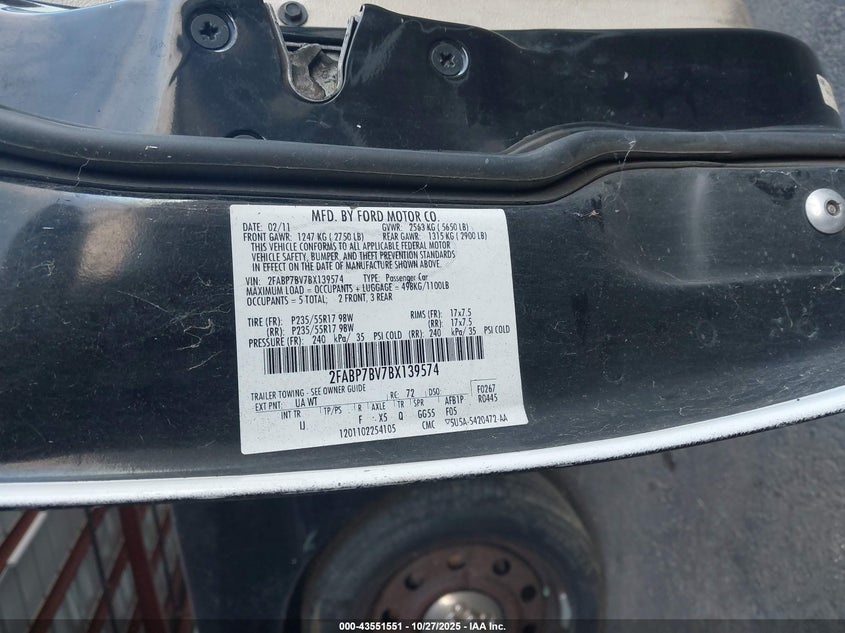 MFD. BY FORD MOTOR CO.
DATE: 02/11 GVWR: 2563 KG ( 5650 LB)
FRONT GAWR: 1247 KG ( 2750 LB) REAR GAWR: 1315 KG ( 2900 LB)
THIS VEHICLE CONFORMS TO ALL APPLICABLE FEDERAL MOTOR
VEHICLE SAFETY, BUMPER, AND THEFT PREVENTION STANDARDS
IN EFFECT ON THE DATE OF MANUFACTURE SHOWN ABOVE.
VIN: 2FABP7BV7BX139574 TYPE: Passenger Car
MAXIMUM LOAD = OCCUPANTS + LUGGAGE = 498KG/1100LB
OCCUPANTS = 5 TOTAL; 2 FRONT, 3 REAR
TIRE (FR): P235/55R17 98W RIMS (FR): 17x7.5
(RR): P235/55R17 98W (RR): 17x7.5
PRESSURE (FR): 240 kPa/ 35 PSI COLD (RR): 240 kPa/ 35 PSI COLD
2FABP7BV7BX139574
TRAILER TOWING - SEE OWNER GUIDE
EXT PNT: UA WT RC: 72 DSO: F0267
INT TR TP/PS R AXLE TR SPR AFB1P R0445
U F X5 Q GG55 F05
1201102254105 CMC ▽5U5A-5420472-AA
000-43551551 | 10/27/2025 | IAA Inc.